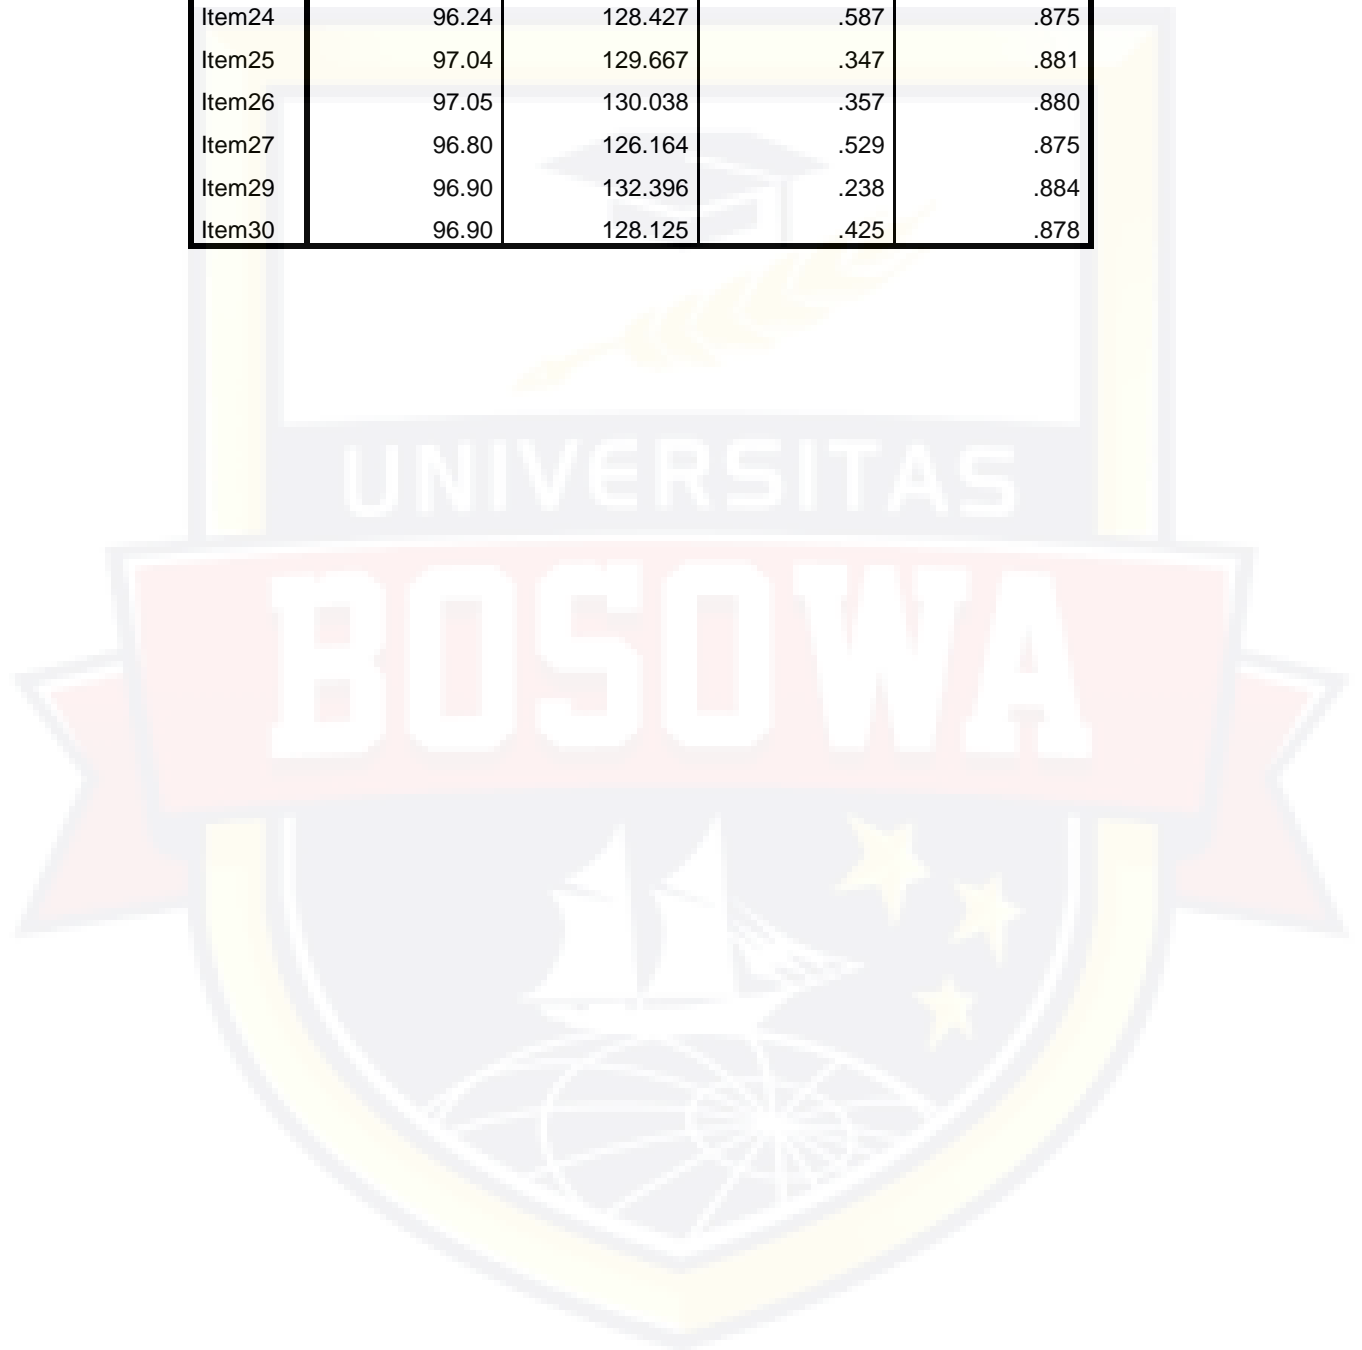 Item24 96.24 128.427 .587 .875
Item25 97.04 129.667 .347 .881
Item26 97.05 130.038 .357 .880
Item27 96.80 126.164 .529 .875
Item29 96.90 132.396 .238 .884
Item30 96.90 128.125 .425 .878
UNIVERSITAS
BOSOWA